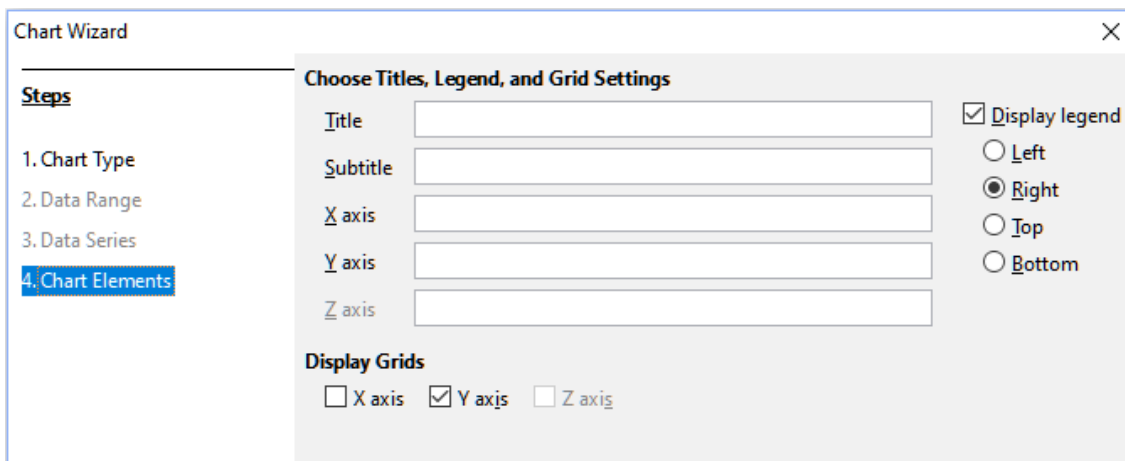 Chart Wizard
Steps
1. Chart Type
2. Data Range
3. Data Series
4. Chart Elements
Choose Titles, Legend, and Grid Settings
Title
Subtitle
X axis
Y axis
Z axis
Display legend
Left
Right
Top
Bottom
Display Grids
X axis Y axis Z axis